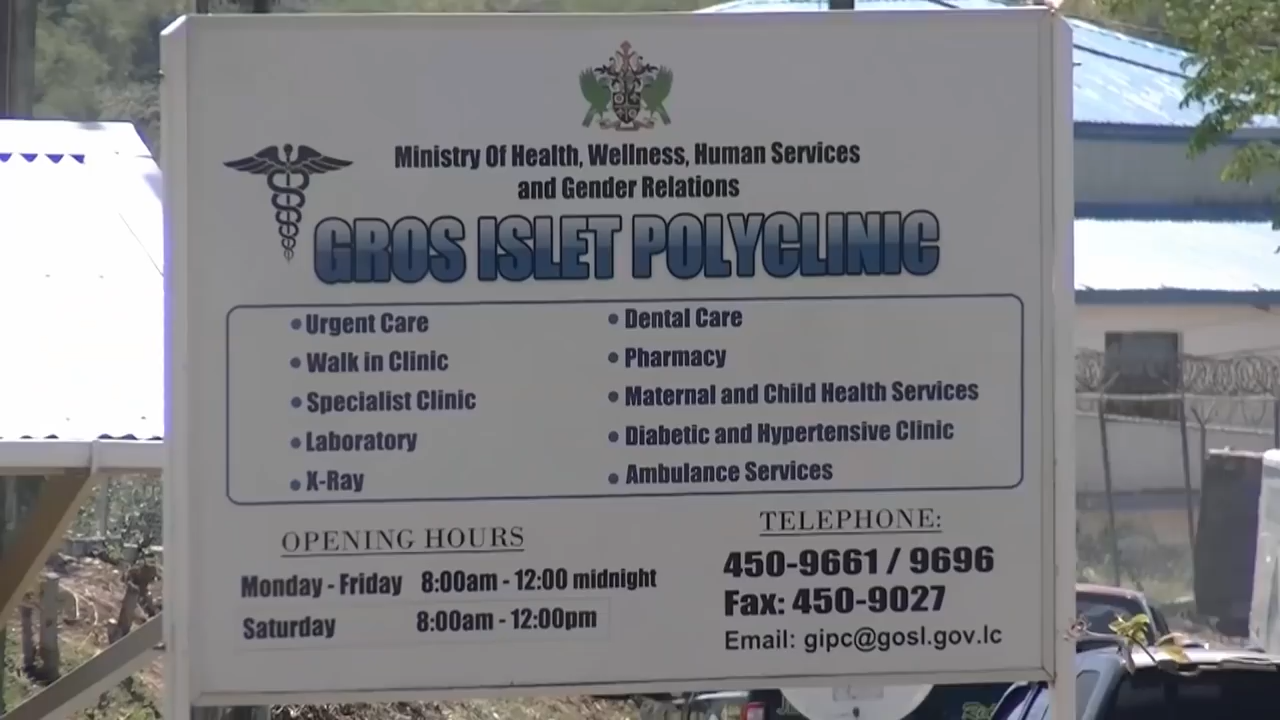 Ministry Of Health, Wellness, Human Services
and Gender Relations
GROS ISLET POLYCLINIC
• Urgent Care
• Walk in Clinic
• Specialist Clinic
• Laboratory
• X-Ray
• Dental Care
• Pharmacy
• Maternal and Child Health Services
• Diabetic and Hypertensive Clinic
• Ambulance Services
OPENING HOURS
Monday - Friday 8:00am - 12:00 midnight
Saturday 8:00am - 12:00pm
TELEPHONE:
450-9661 / 9696
Fax: 450-9027
Email: gipc@gosl.gov.lc